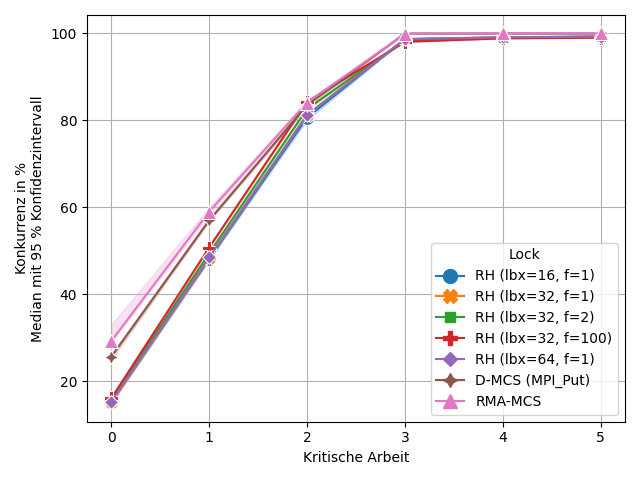 Konkurrenz in %
Median mit 95 % Konfidenzintervall
100
80
60
40
20
0 1 2 3 4 5
Kritische Arbeit
Lock
RH (lbx=16, f=1)
RH (lbx=32, f=1)
RH (lbx=32, f=2)
RH (lbx=32, f=100)
RH (lbx=64, f=1)
D-MCS (MPI_Put)
RMA-MCS